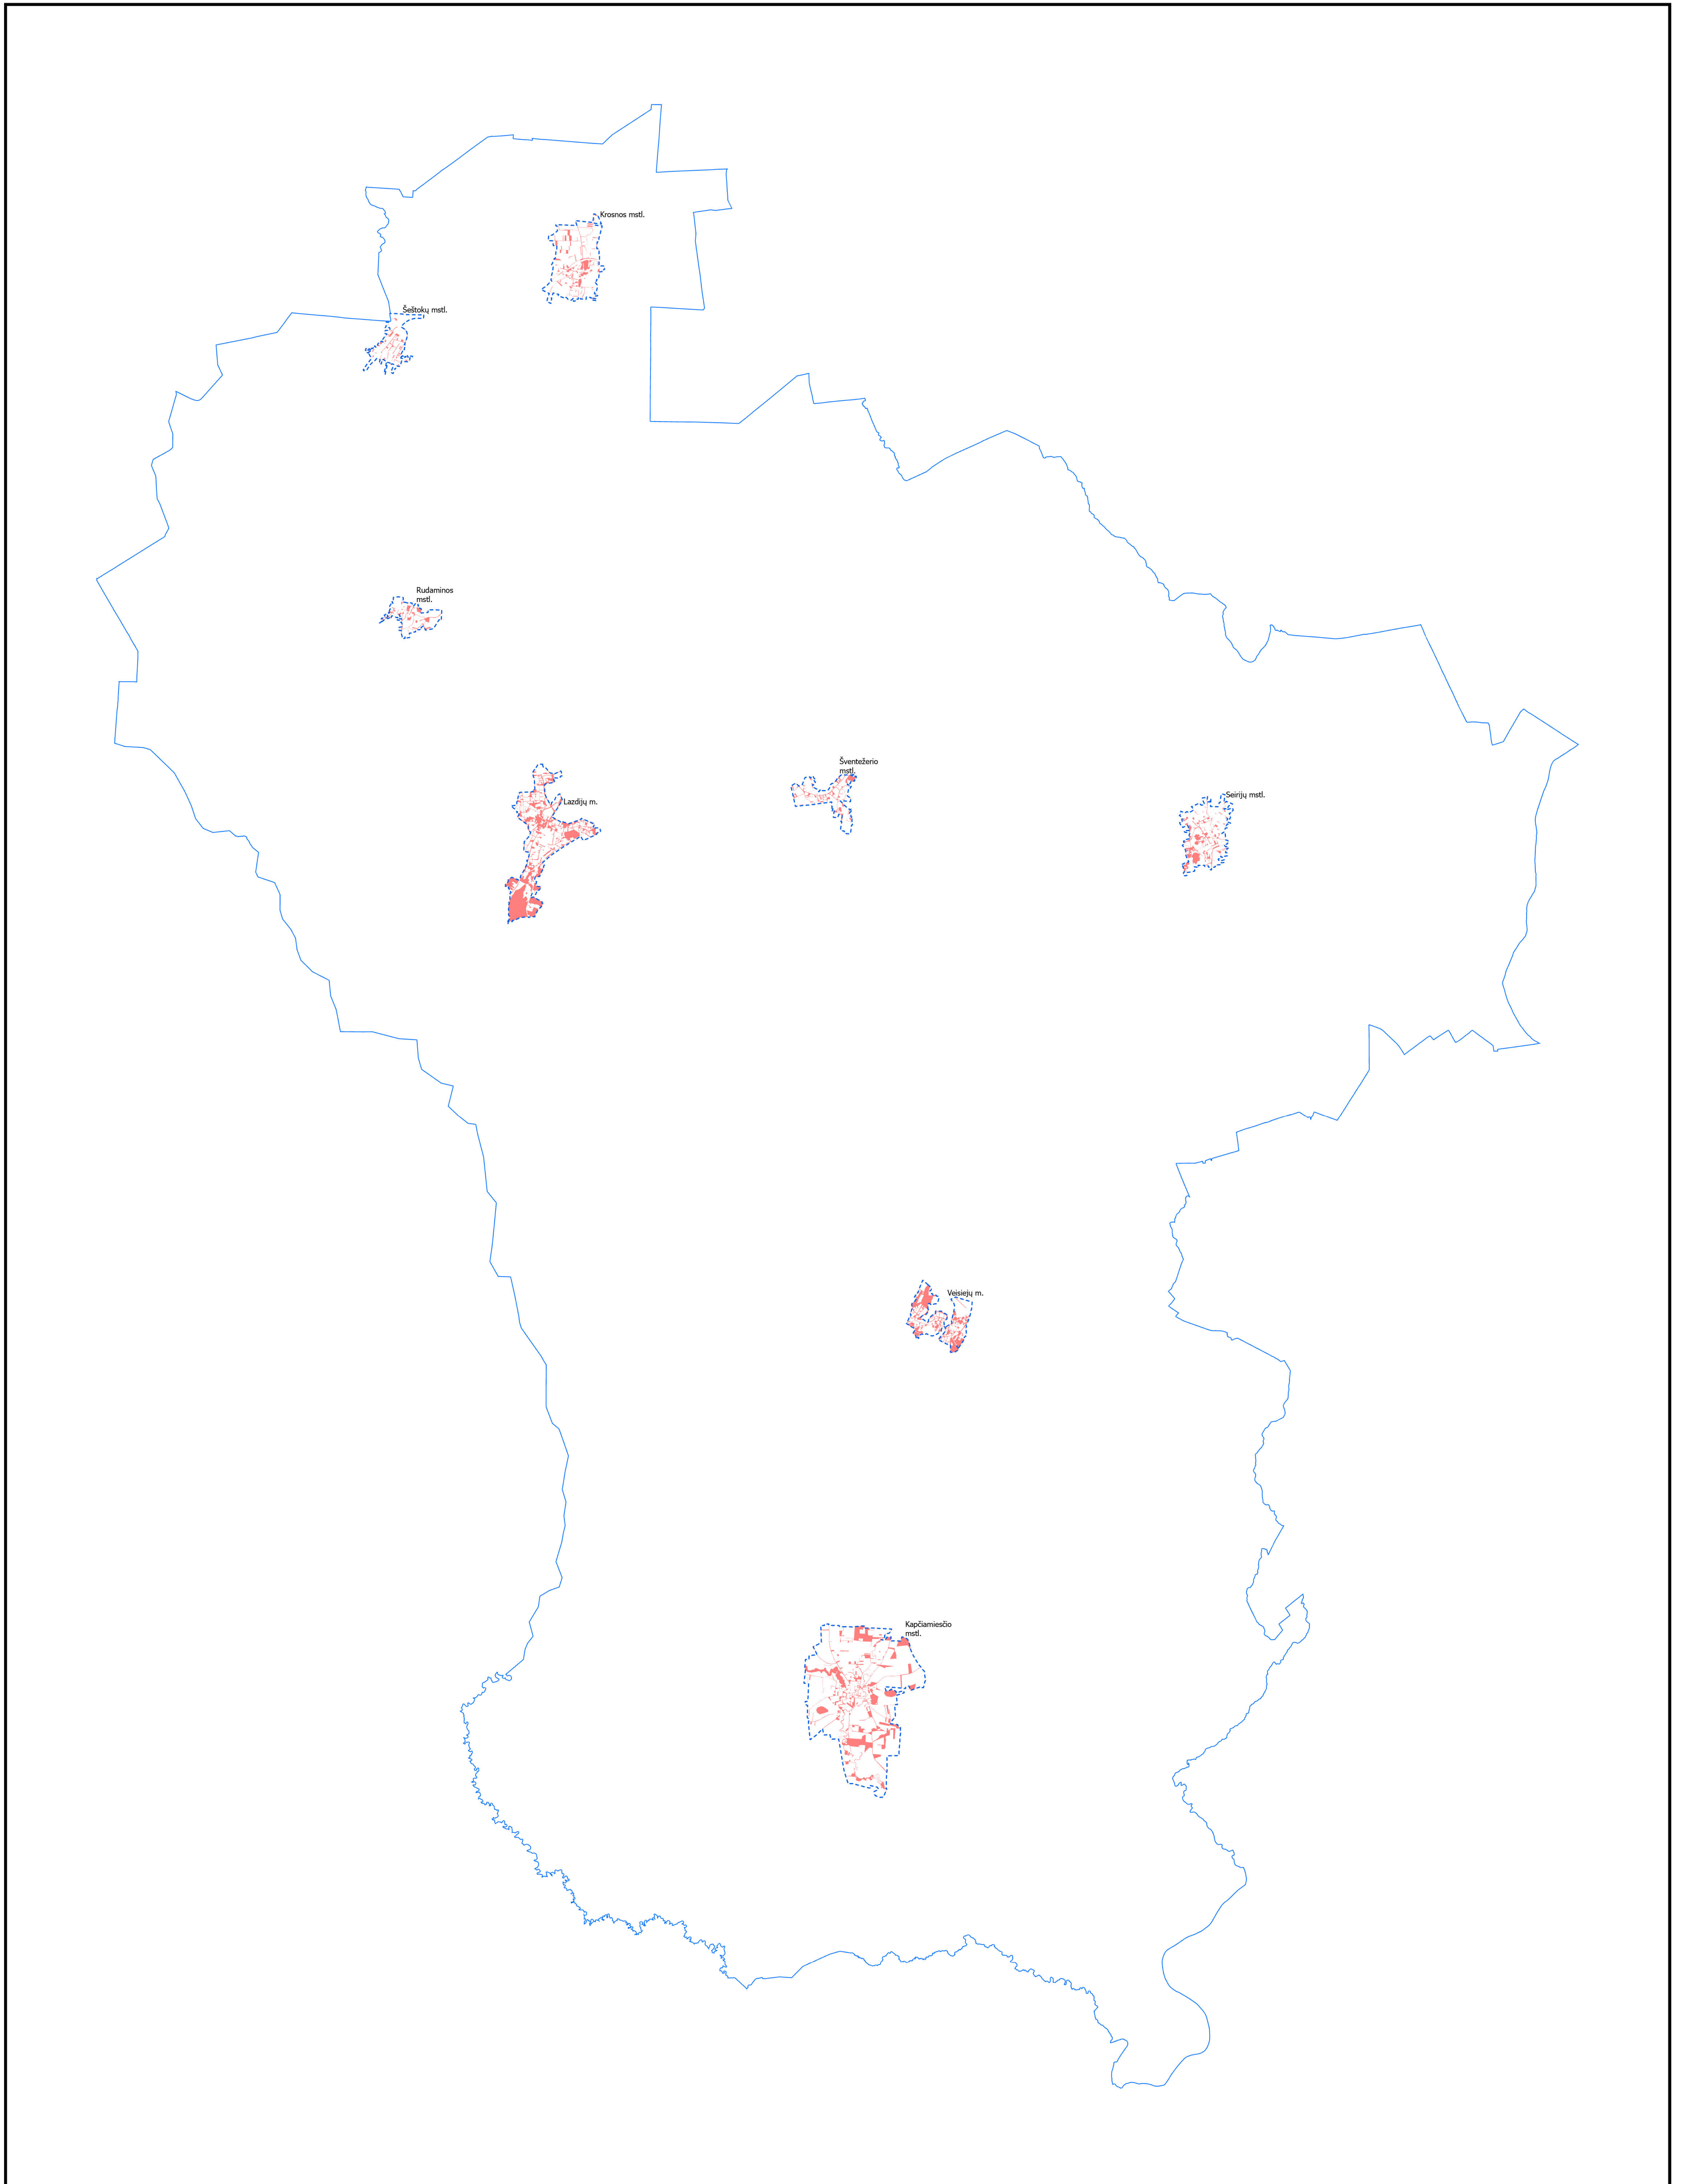 Krosnos mstl.
Šeštokų mstl.
Rudaminos
mstl.
Šventežerio
mstl.
Lazdijų m.
Seirijų mstl.
Veisiejų m.
Kapčiamiesčio
mstl.